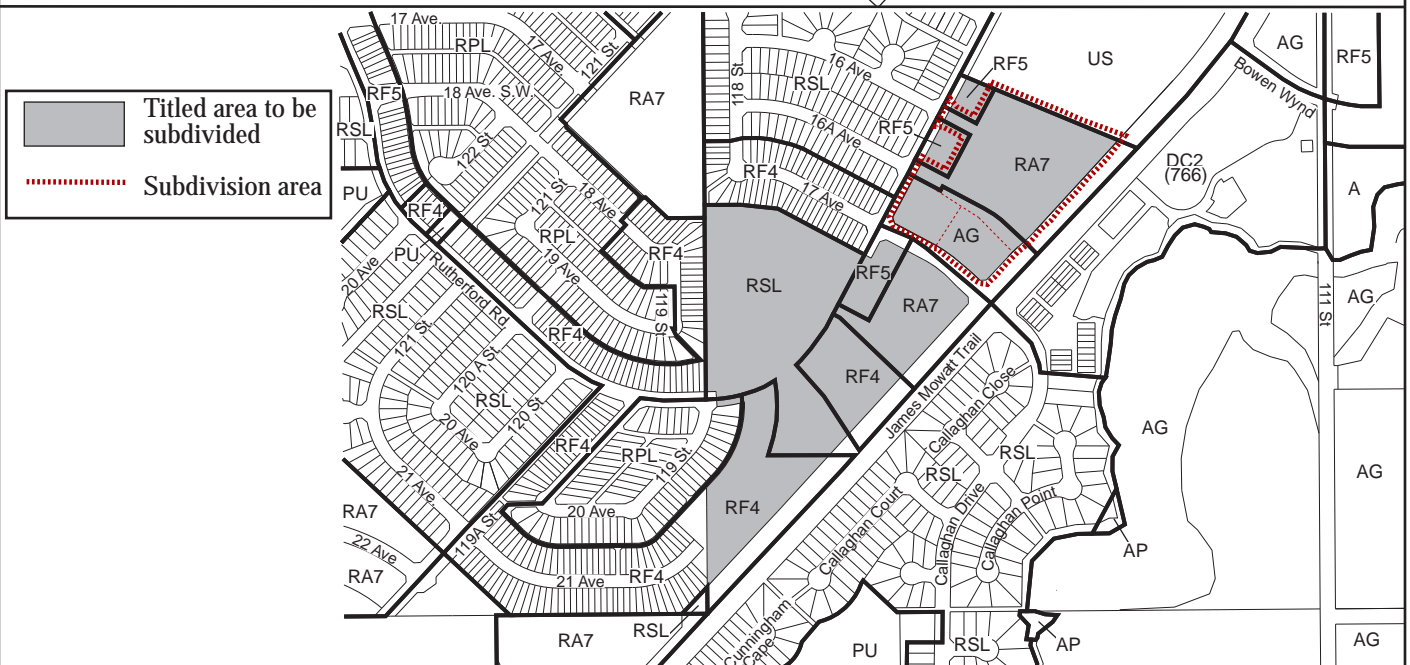 Titled area to be
subdivided
Subdivision area
17 Ave.
RPL
17 Ave
121 St
RF5
18 Ave. S.W.
RSL
122 St
RA7
PU
RF4
121 St
18 Ave
RPL
RF4
PU
Rutherford Rd
19 Ave
119 St
20 Ave
RSL
RF4
121 St
120 A St
RSL
120 St
20 Ave
RF4
RPL
119 St
21 Ave
20 Ave
RA7
119A St
22 Ave
RA7
21 Ave
RF4
RA7
RSL
118 St
16 Ave
RSL
16A Ave
RF4
17 Ave
RF5
RF5
US
RA7
AG
RSL
RF5
RA7
RF4
RF4
AG
RF5
Bowen Wynd
DC2
(766)
A
111 St
AG
James Mowatt Trail
Callaghan Close
RSL
RSL
Callaghan Court
Callaghan Drive
Callaghan Point
AG
AG
AP
Cunningham
Cape
PU
RSL
AP
AG